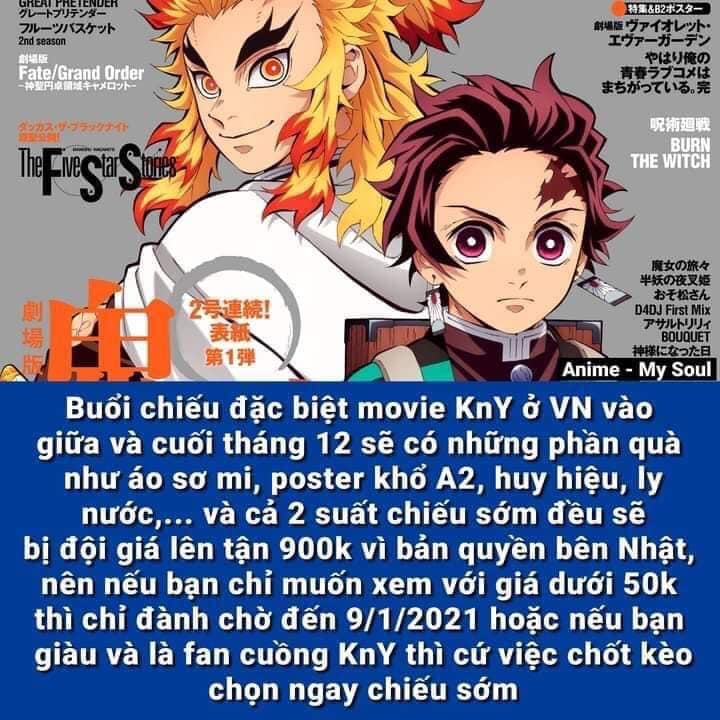 GREAT PRETENDER
グレートプリテンダー
フルーツバスケット
2nd season
劇場版
Fate/Grand Order
-神聖円卓領域キャメロット-
The Five Star Stories
劇場版
2号連続!
表紙
第1弾
特集&B2ポスター
劇場版 ヴァイオレット・
エヴァーガーデン
やはり俺の
青春ラブコメは
まちがっている。完
呪術廻戦
BURN
THE WITCH
魔女の旅々
半妖の夜叉姫
おそ松さん
D4DJ First Mix
アサルトリリィ
BOUQUET
神様になった日
Anime - My Soul
Buổi chiếu đặc biệt movie KnY ở VN vào
giữa và cuối tháng 12 sẽ có những phần quà
như áo sơ mi, poster khổ A2, huy hiệu, ly
nước,... và cả 2 suất chiếu sớm đều sẽ
bị đội giá lên tận 900k vì bản quyền bên Nhật,
nên nếu bạn chỉ muốn xem với giá dưới 50k
thì chỉ đành chờ đến 9/1/2021 hoặc nếu bạn
giàu và là fan cuồng KnY thì cứ việc chốt kèo
chọn ngay chiếu sớm